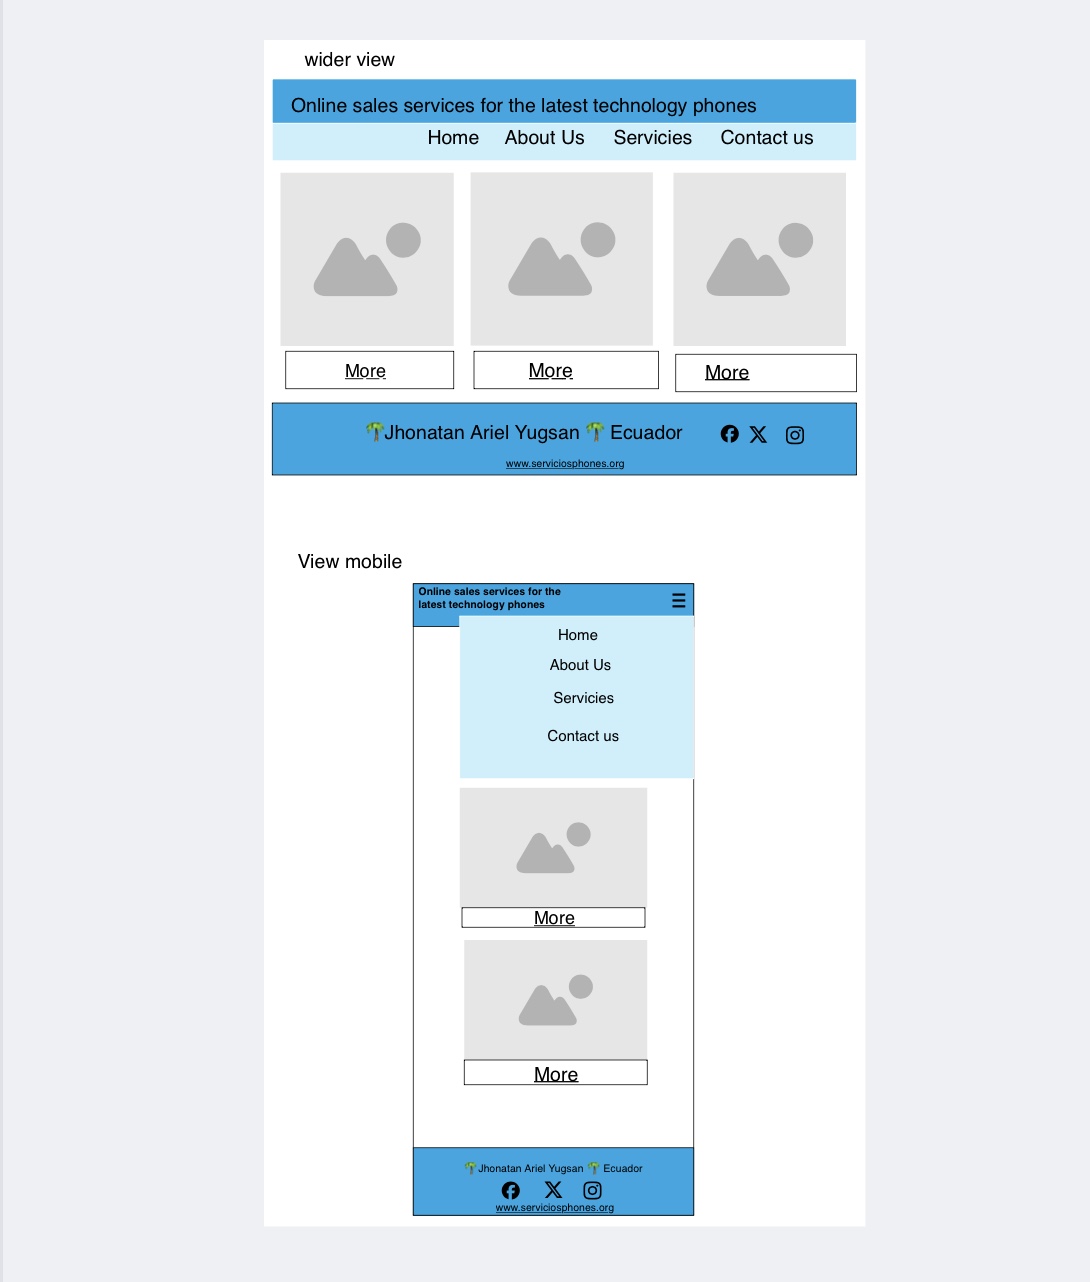 wider view
Online sales services for the latest technology phones
Home About Us Servicies Contact us
More More More
🌴Jhonatan Ariel Yugsan 🌴 Ecuador
www.serviciosphones.org
View mobile
Online sales services for the
latest technology phones
Home
About Us
Servicies
Contact us
More
More
🌴Jhonatan Ariel Yugsan 🌴 Ecuador
www.serviciosphones.org